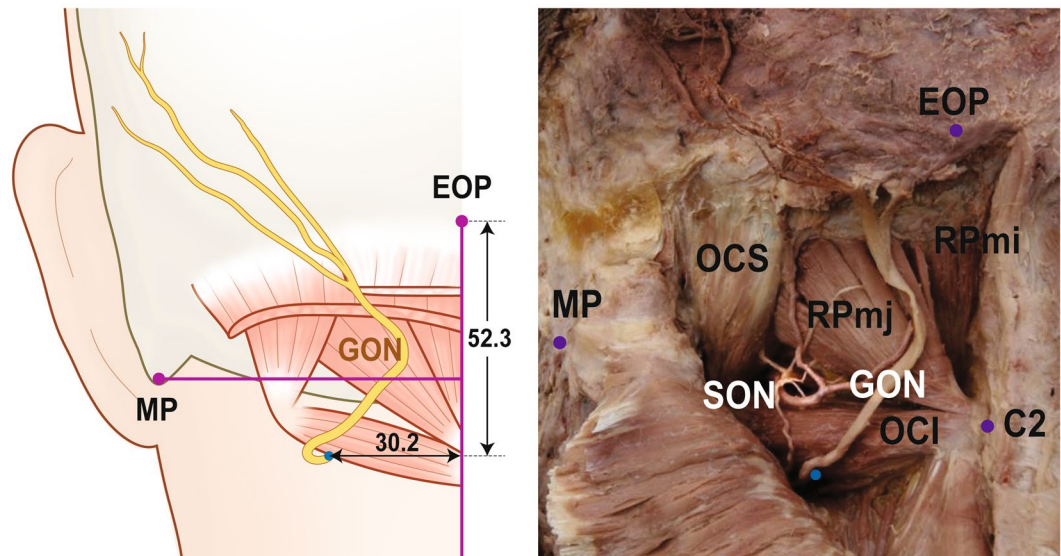 EOP
GON
52.3
MP
30.2
EOP
OCS
RPmi
MP
RPmj
SON
GON
OCI
C2